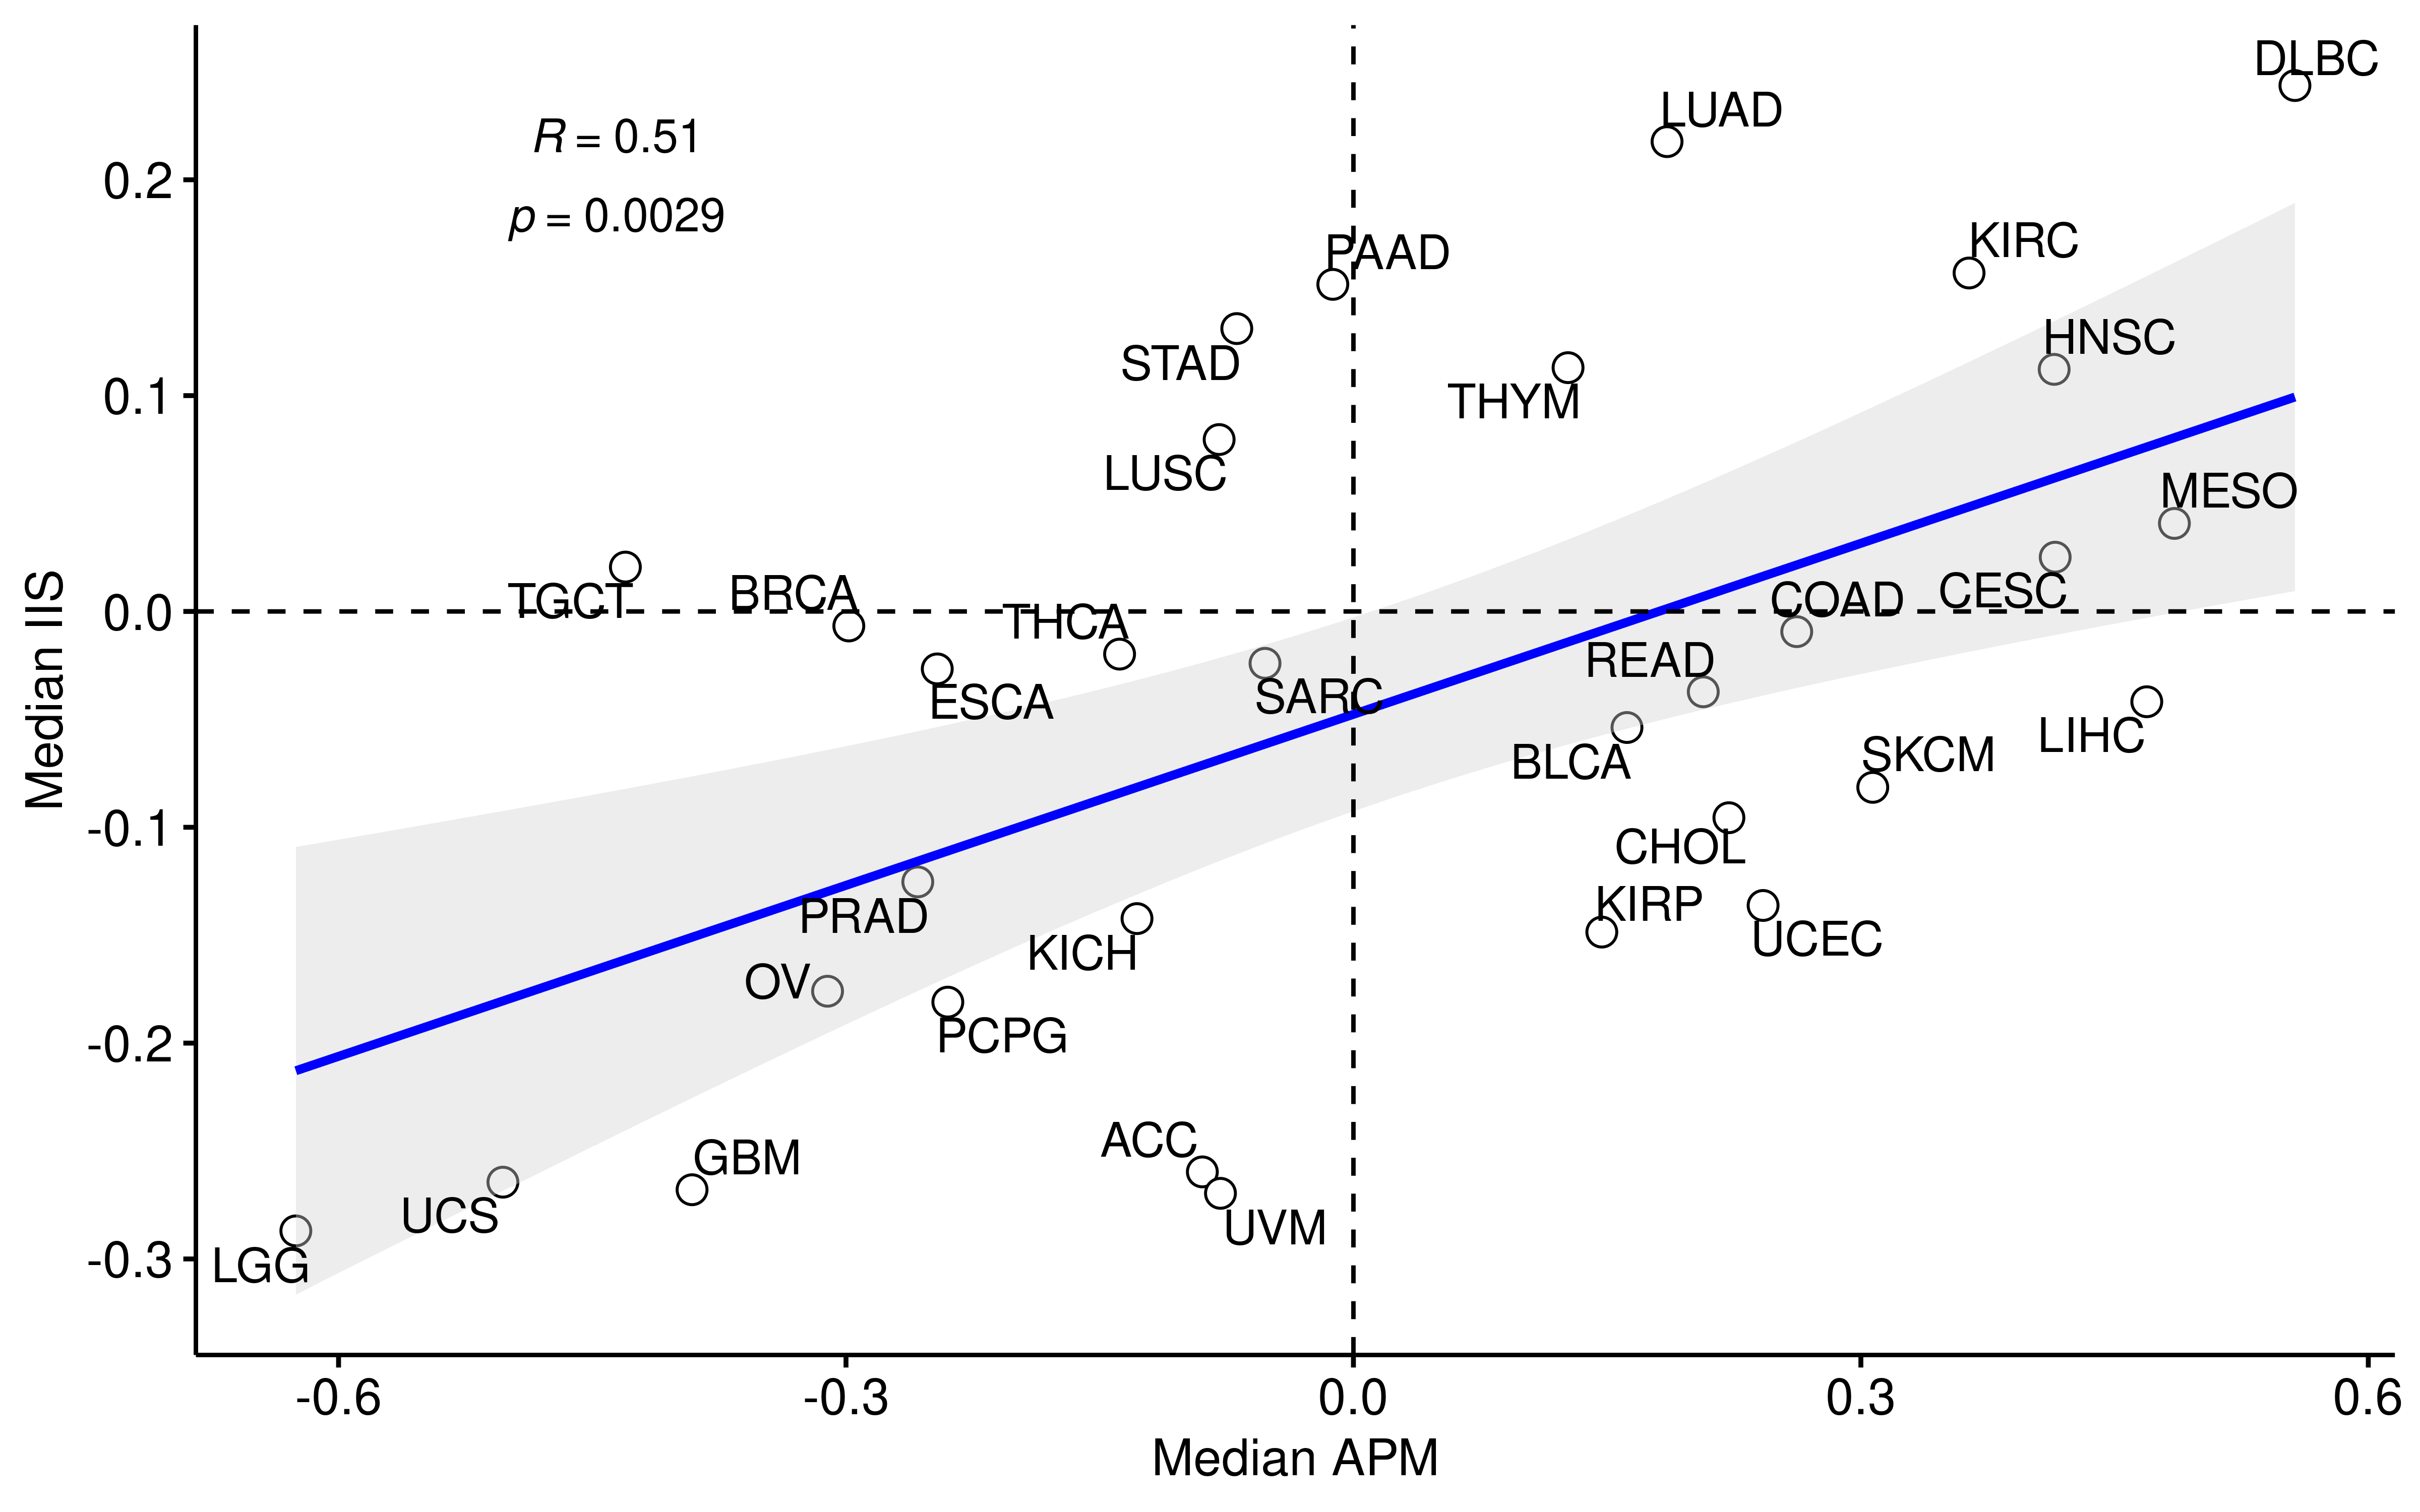 DLBC
LUAD
R = 0.51
0.2
p = 0.0029
PAAD
KIRC
HNSC
STAD
0.1
THYM
LUSC
MESO
TGCT
BRCA
THCA
0.0
COAD
CESC
READ
ESCA
SARC
Median IIS
BLCA
SKCM
LIHC
-0.1
CHOL
PRAD
KIRP
KICH
UCEC
OV
-0.2
PCPG
ACC
GBM
UCS
UVM
-0.3
LGG
-0.6 -0.3 0.0 0.3 0.6
Median APM